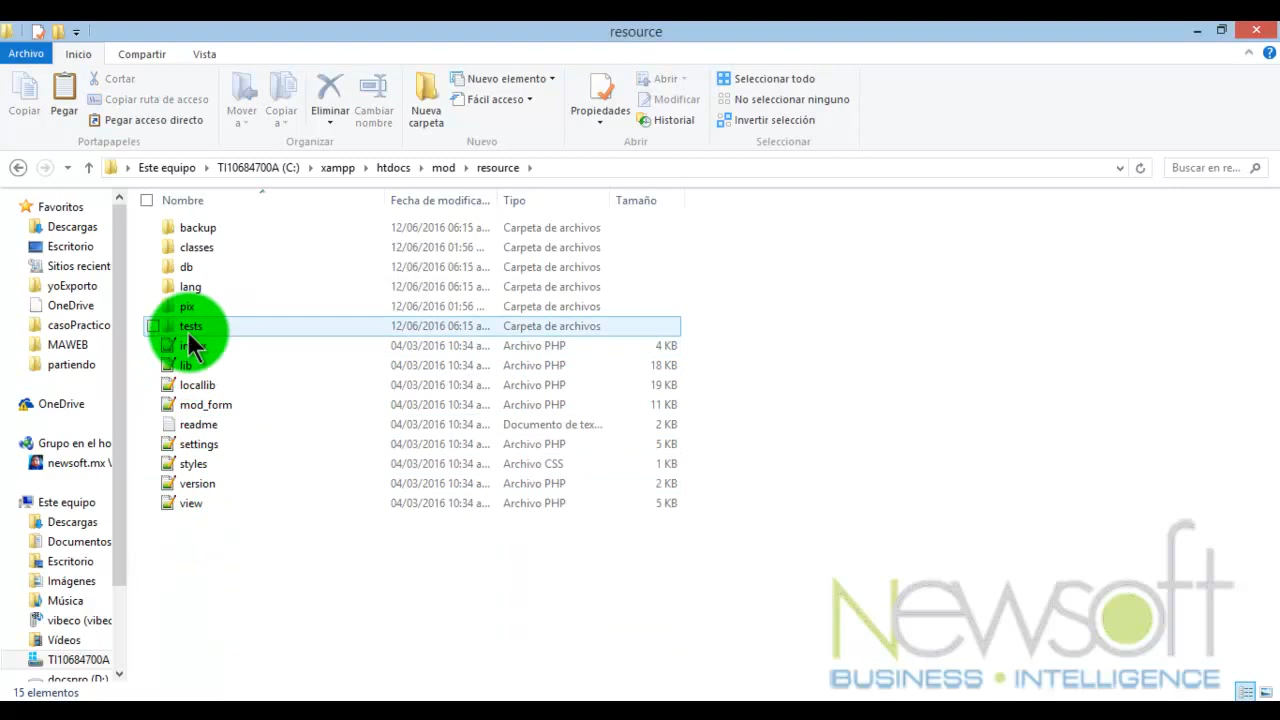 resource
Archivo Inicio Compartir Vista
Copiar
Pegar
Cortar
Copiar ruta de acceso
Pegar acceso directo
Portapapeles
Mover a
Copiar a
Eliminar
Cambiar nombre
Organizar
Nueva carpeta
Nuevo elemento
Fácil acceso
Nuevo
Propiedades
Abrir
Modificar
Historial
Abrir
Seleccionar todo
No seleccionar ninguno
Invertir selección
Seleccionar
Este equipo TI10684700A (C:) xampp htdocs mod resource
Buscar en re...
Favoritos
Descargas
Escritorio
Sitios recient
yoExporto
OneDrive
casoPractico
MAWEB
partiendo
OneDrive
Grupo en el ho
newsoft.mx \
Este equipo
Descargas
Documentos
Escritorio
Imágenes
Música
vibeco (vibec
Vídeos
TI10684700A
docspro (D:)
Nombre Fecha de modifica... Tipo Tamaño
backup 12/06/2016 06:15 a... Carpeta de archivos
classes 12/06/2016 01:56 ... Carpeta de archivos
db 12/06/2016 06:15 a... Carpeta de archivos
lang 12/06/2016 06:15 a... Carpeta de archivos
pix 12/06/2016 01:56 ... Carpeta de archivos
tests 12/06/2016 06:15 a... Carpeta de archivos
04/03/2016 10:34 a... Archivo PHP 4 KB
lib 04/03/2016 10:34 a... Archivo PHP 18 KB
locallib 04/03/2016 10:34 a... Archivo PHP 19 KB
mod_form 04/03/2016 10:34 a... Archivo PHP 11 KB
readme 04/03/2016 10:34 a... Documento de tex... 2 KB
settings 04/03/2016 10:34 a... Archivo PHP 5 KB
styles 04/03/2016 10:34 a... Archivo CSS 1 KB
version 04/03/2016 10:34 a... Archivo PHP 2 KB
view 04/03/2016 10:34 a... Archivo PHP 5 KB
Newsoft
BUSINESS • INTELLIGENCE
15 elementos